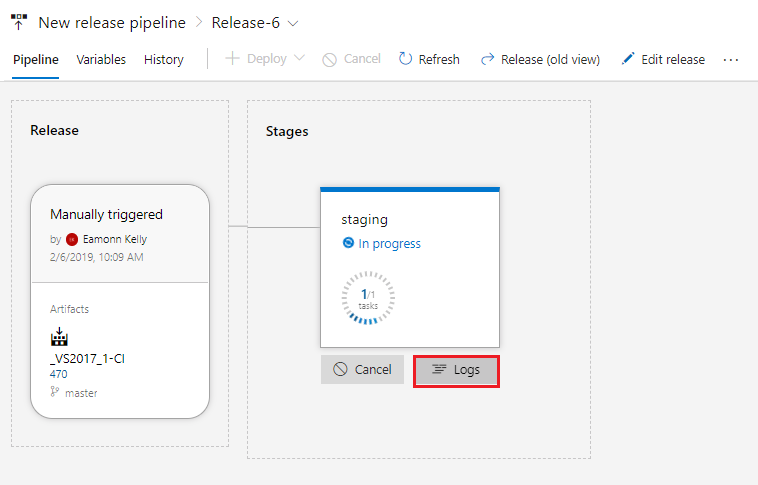 New release pipeline > Release-6
Pipeline Variables History Deploy Cancel Refresh Release (old view) Edit release ...
Release
Stages
Manually triggered
by Eamonn Kelly
2/6/2019, 10:09 AM
Artifacts
_VS2017_1-CI
470
master
staging
In progress
1/1
tasks
Cancel Logs